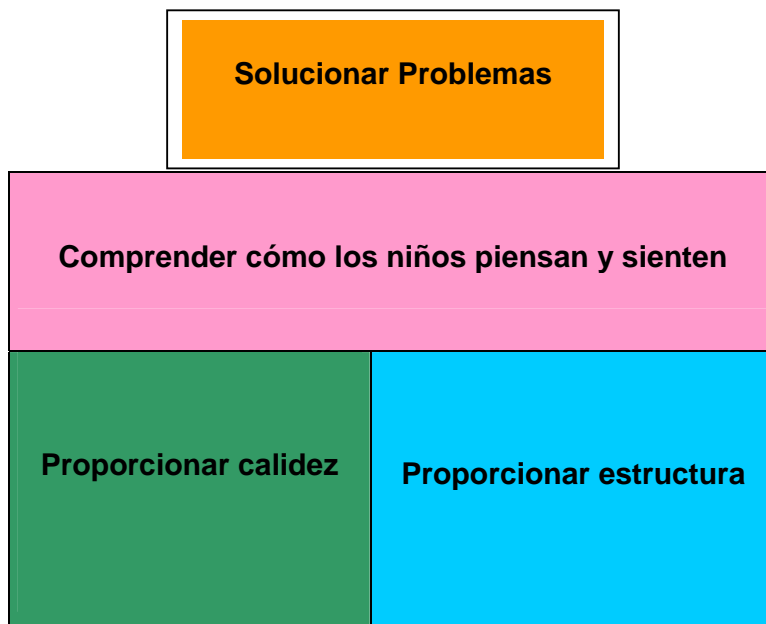 Solucionar Problemas
Comprender cómo los niños piensan y sienten
Proporcionar calidez
Proporcionar estructura